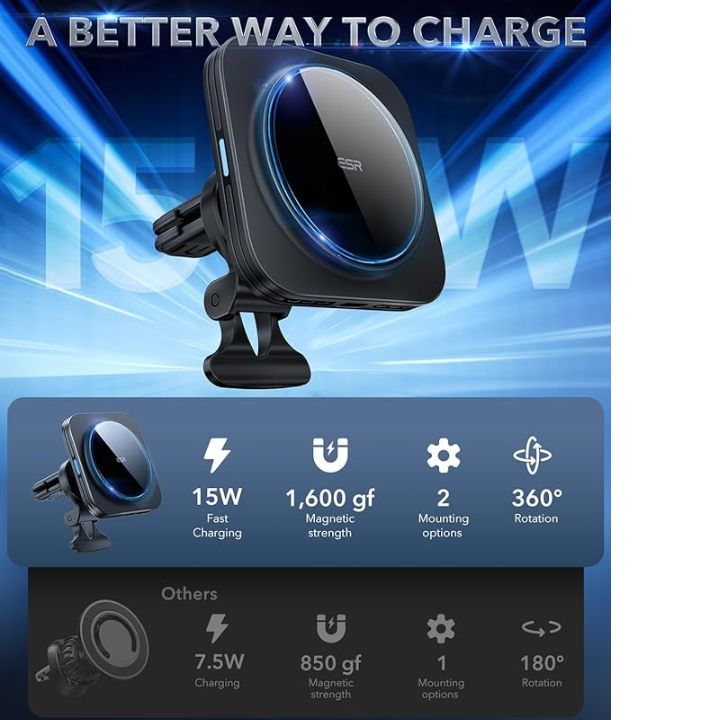 A BETTER WAY TO CHARGE
15W
ESR
ESR
15W
Fast
Charging
1,600 gf
Magnetic
strength
2
Mounting
options
360°
Rotation
Others
7.5W
Charging
850 gf
Magnetic
strength
1
Mounting
options
180°
Rotation